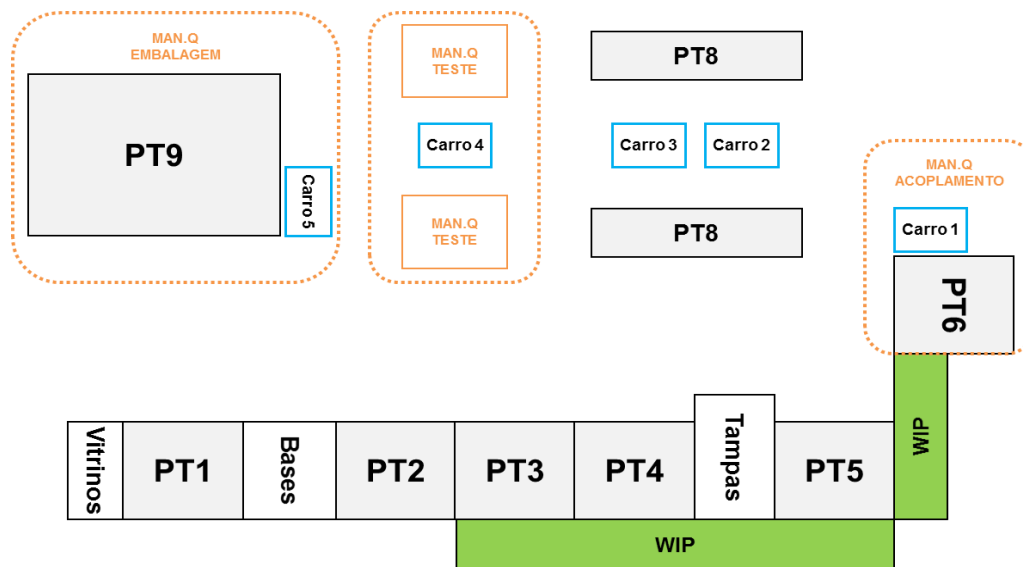 MAN.Q
EMBALAGEM
PT9
Carro 5
MAN.Q
TESTE
Carro 4
MAN.Q
TESTE
PT8
Carro 3
Carro 2
PT8
MAN.Q
ACOPLAMENTO
Carro 1
PT6
WIP
Vitrinos
PT1
Bases
PT2
PT3
PT4
Tampas
PT5
WIP